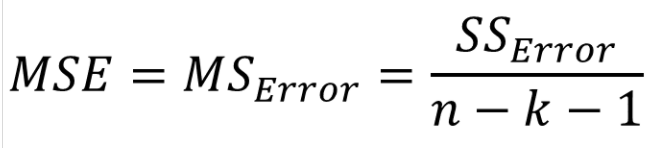 MSE = MS_Error = SS_Error / (n − k − 1)